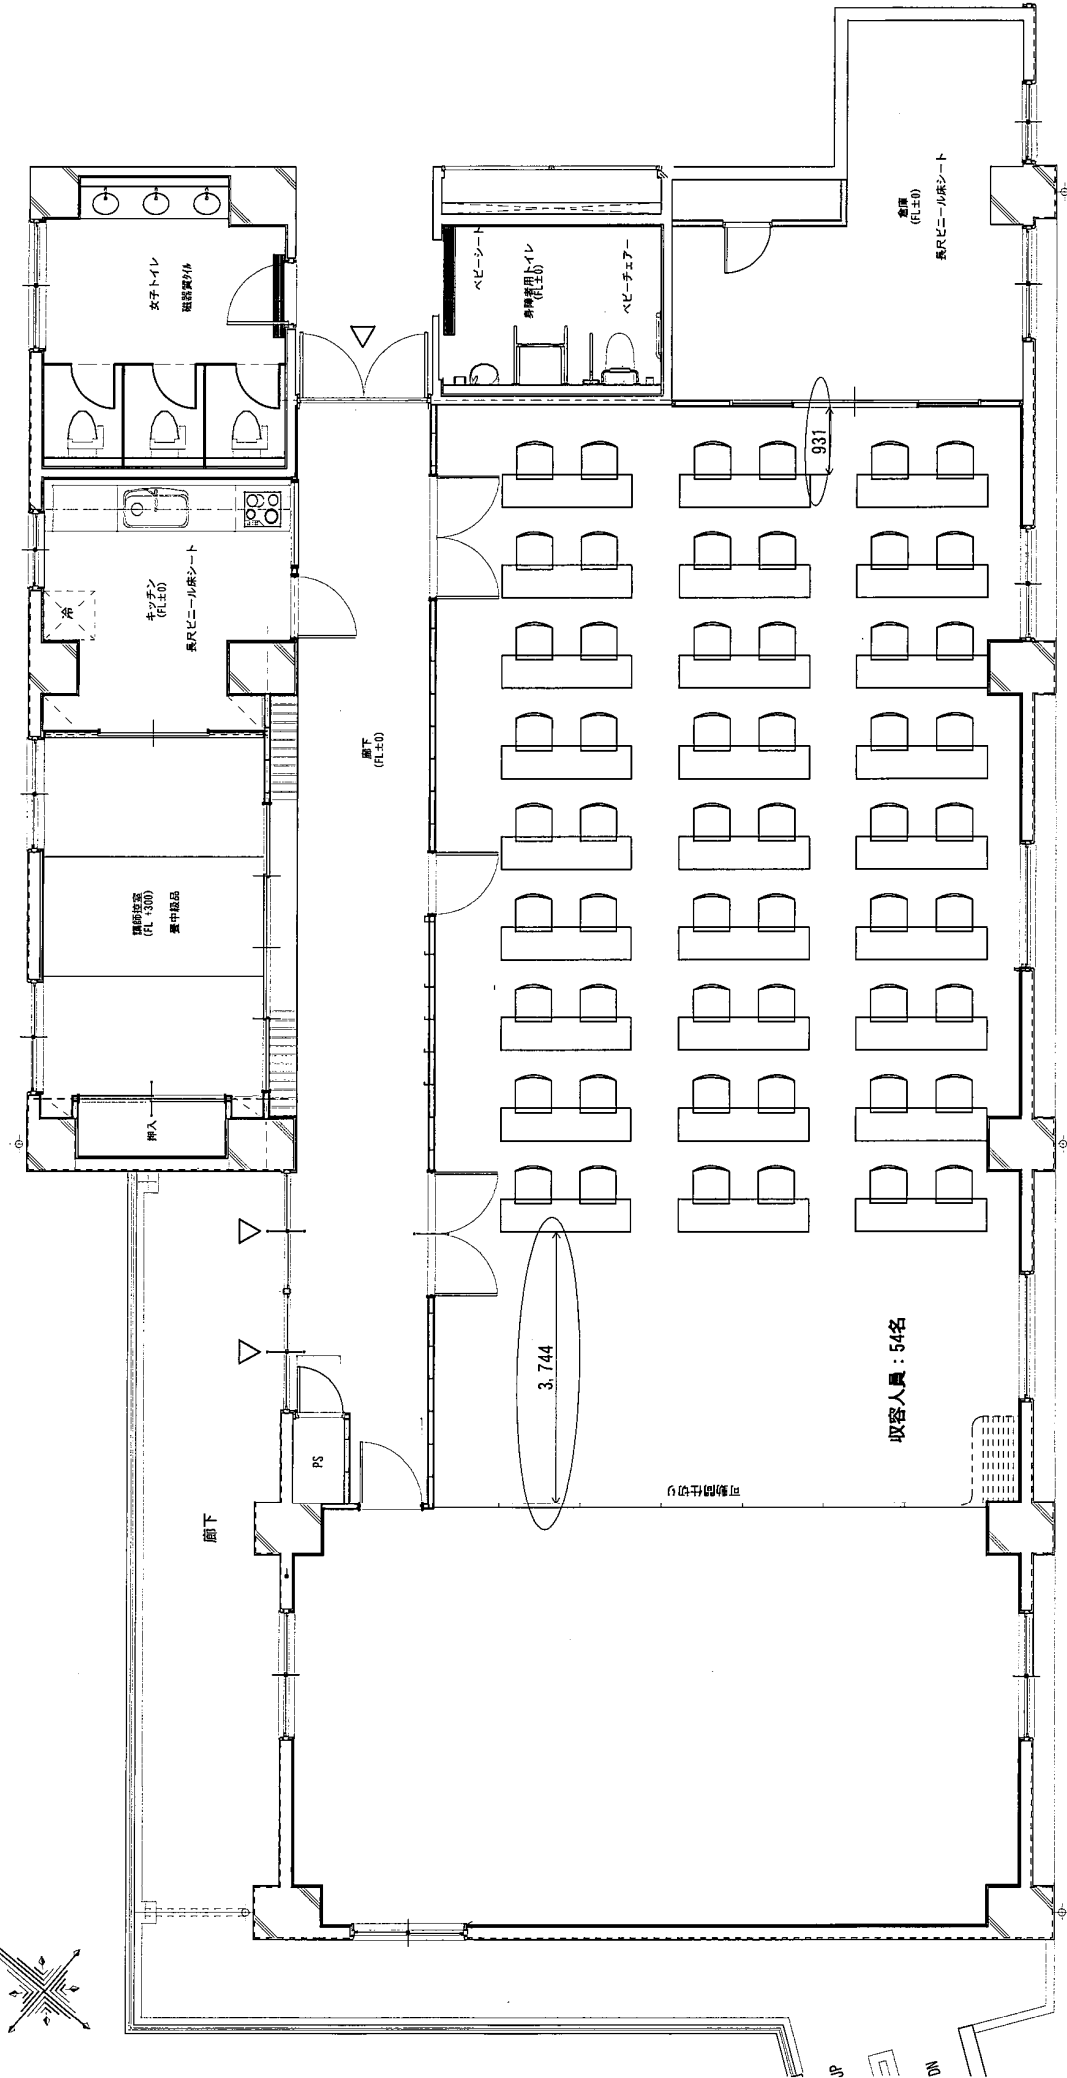 女子トイレ
磁器質タイル
ベビーシート
身障者用トイレ
(FL±0)
ベビーチェアー
倉庫
(FL±0)
長尺ビニール床シート
931
冷
キッチン
(FL±0)
長尺ビニール床シート
廊下
(FL±0)
講師控室
(FL +300)
畳中級品
押入
3,744
収容人員：54名
PS
可動間仕切り
廊下
UP
DN